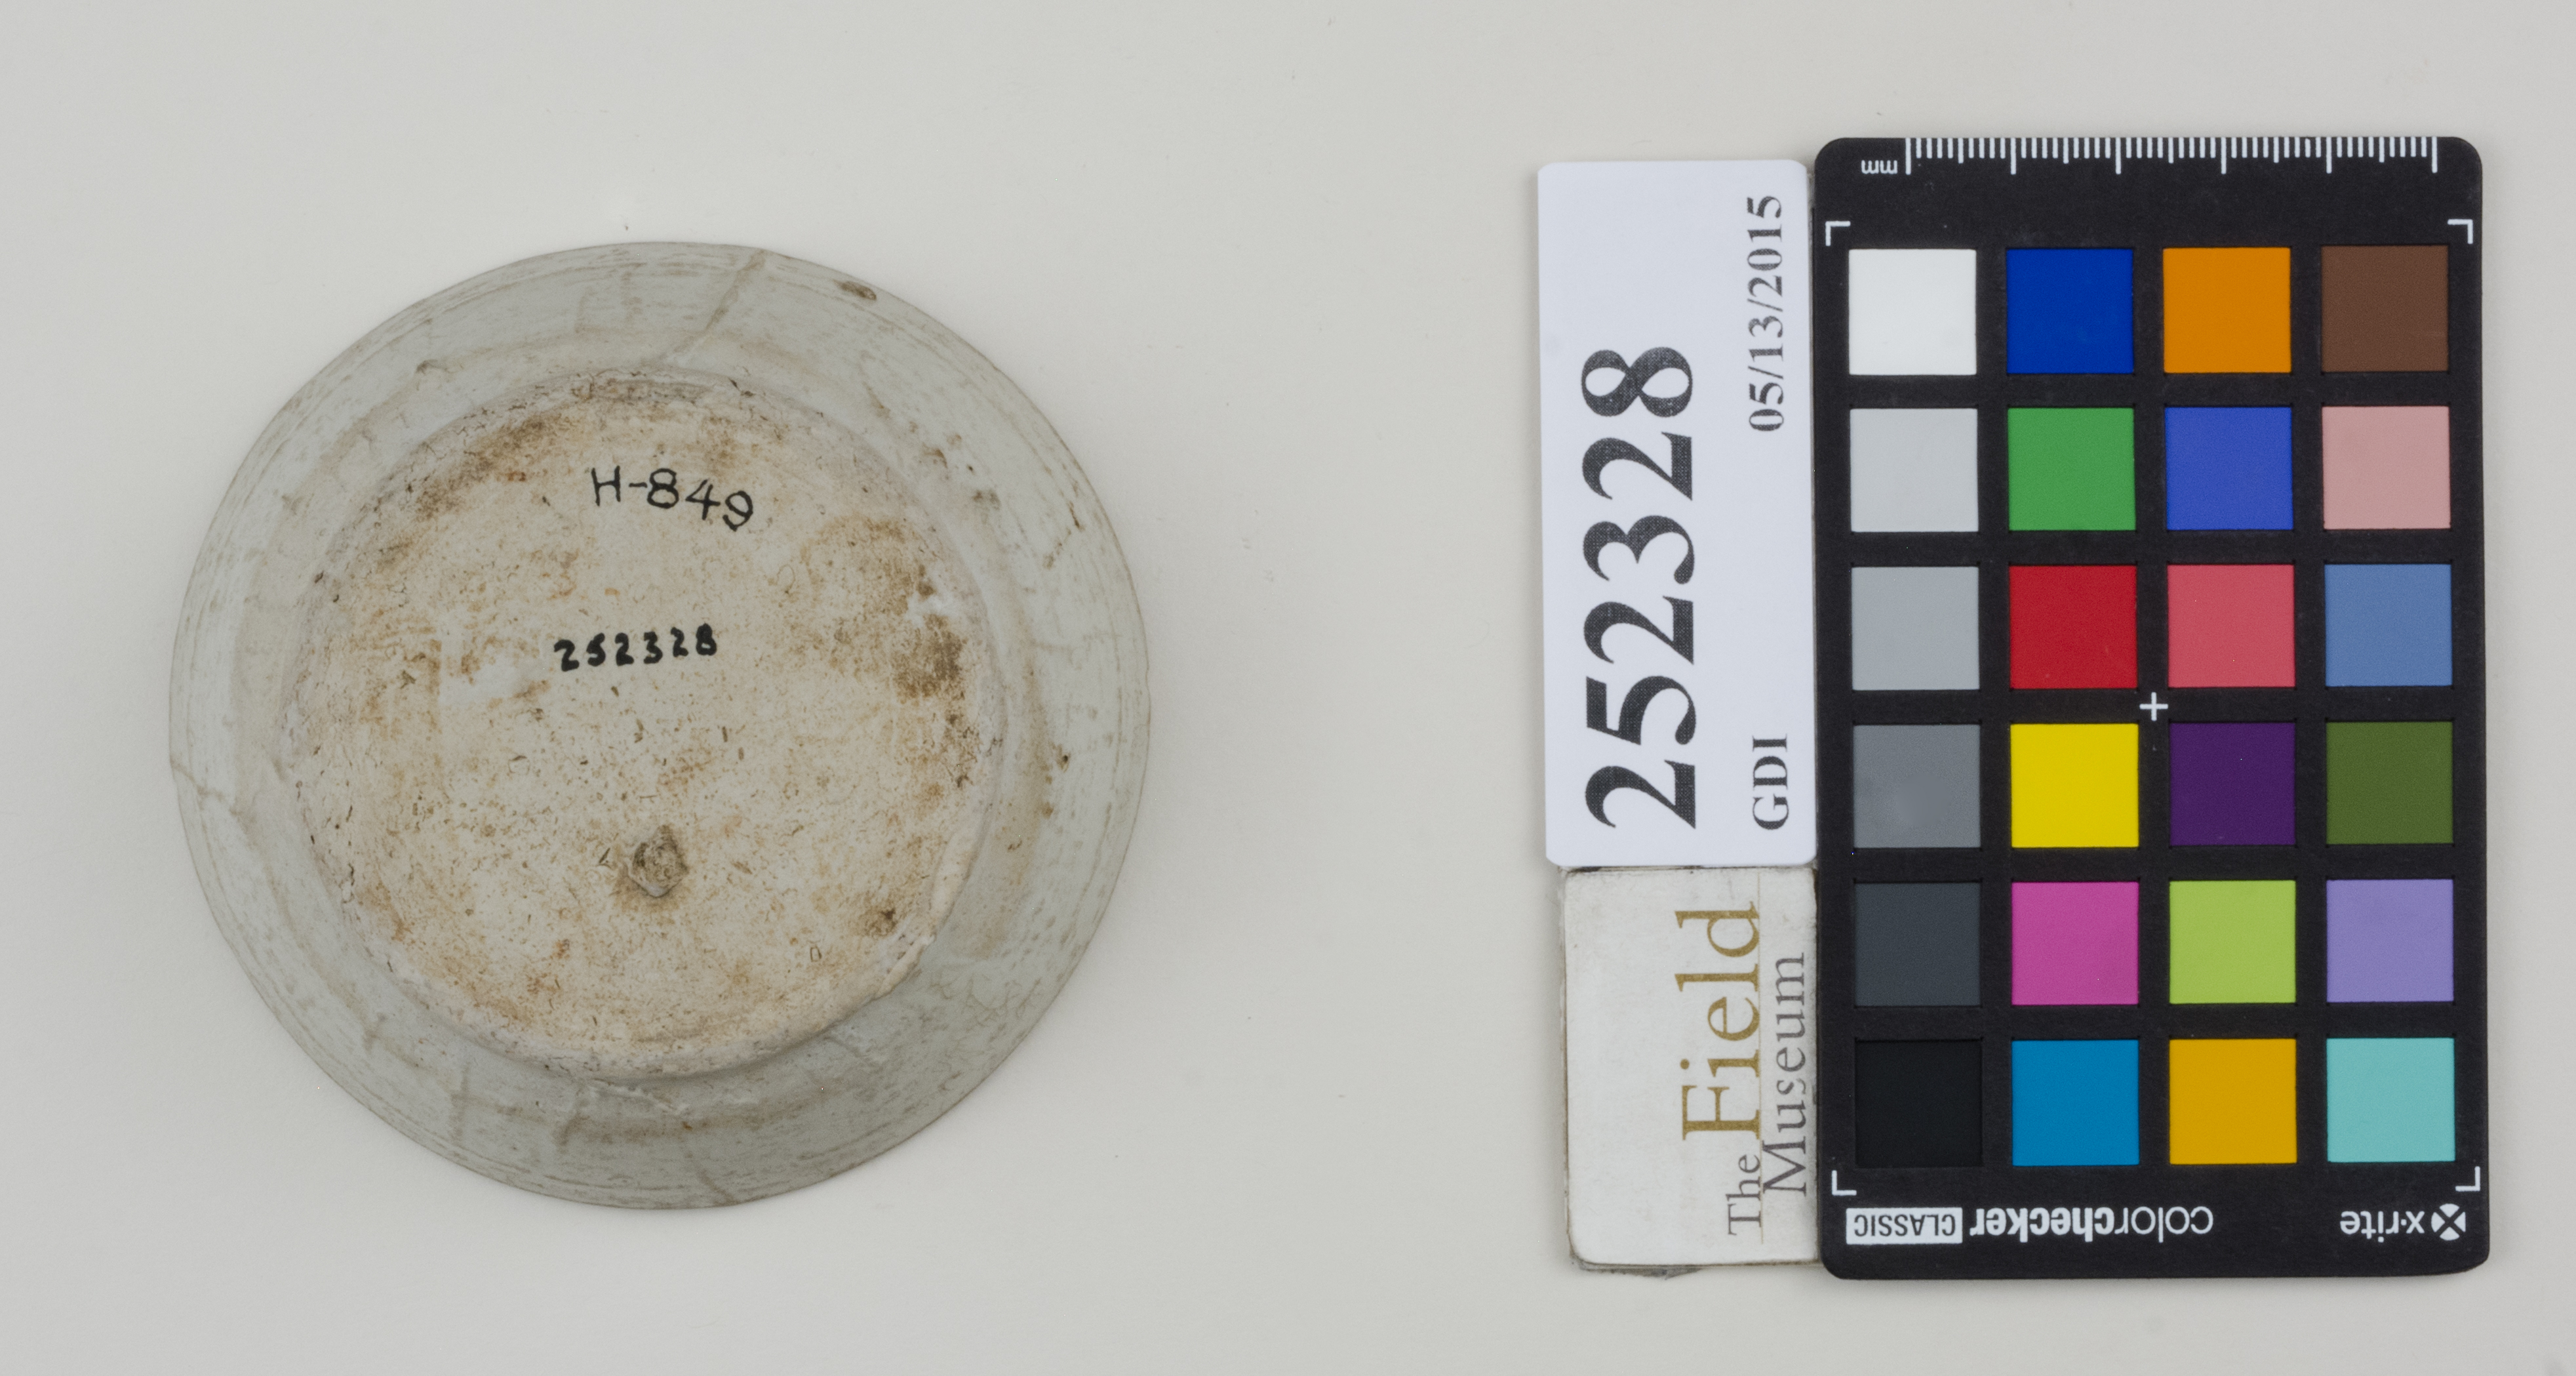 H-849
252328
252328
GDI 05/13/2015
The Field
Museum
mm
x-rite colorchecker CLASSIC